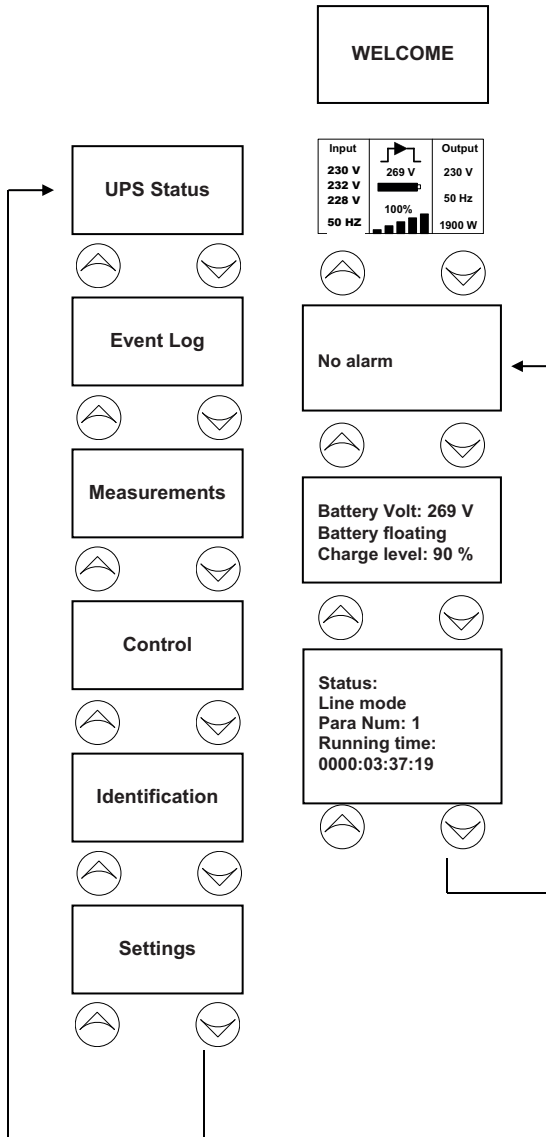 WELCOME
Input
230 V
232 V
228 V
50 HZ
269 V
100%
Output
230 V
50 Hz
1900 W
UPS Status
Event Log
Measurements
Control
Identification
Settings
No alarm
Battery Volt: 269 V
Battery floating
Charge level: 90 %
Status:
Line mode
Para Num: 1
Running time:
0000:03:37:19